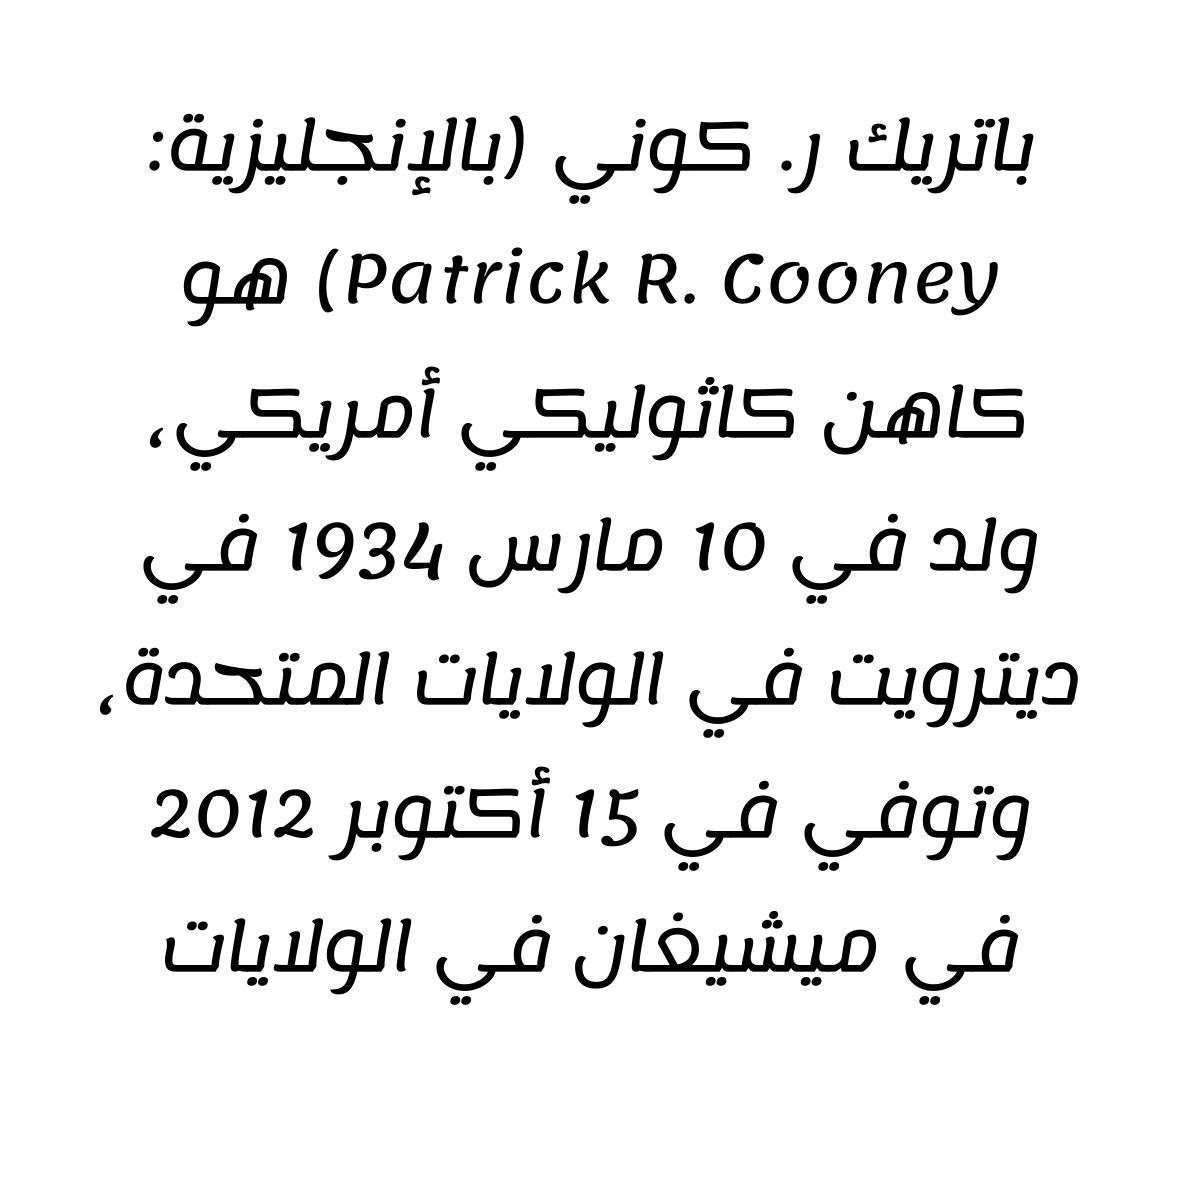 باتريك ر. كوني (بالإنجليزية:
Patrick R. Cooney) هو
كاهن كاثوليكي أمريكي،
ولد في 10 مارس 1934 في
ديترويت في الولايات المتحدة،
وتوفي في 15 أكتوبر 2012
في ميشيغان في الولايات